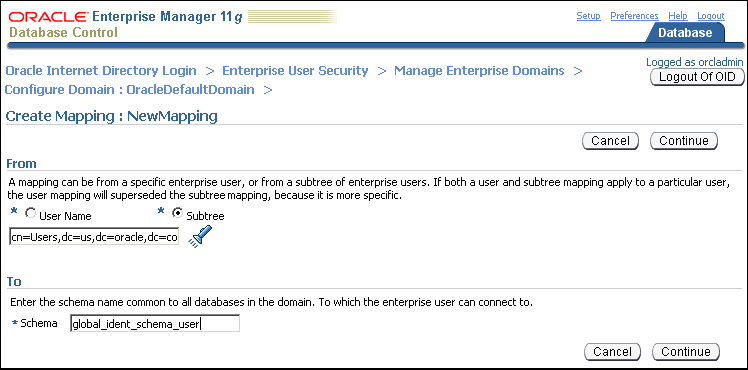 ORACLE Enterprise Manager 11g
Database Control
Setup Preferences Help Logout
Database
Logged as orcladmin
Logout Of OID
Oracle Internet Directory Login > Enterprise User Security > Manage Enterprise Domains >
Configure Domain : OracleDefaultDomain >
Create Mapping : NewMapping
Cancel Continue
From
A mapping can be from a specific enterprise user, or from a subtree of enterprise users. If both a user and subtree mapping apply to a particular user,
the user mapping will superseded the subtree mapping, because it is more specific.
* User Name * Subtree
cn=Users,dc=us,dc=oracle,dc=co
To
Enter the schema name common to all databases in the domain. To which the enterprise user can connect to.
* Schema global_ident_schema_user
Cancel Continue